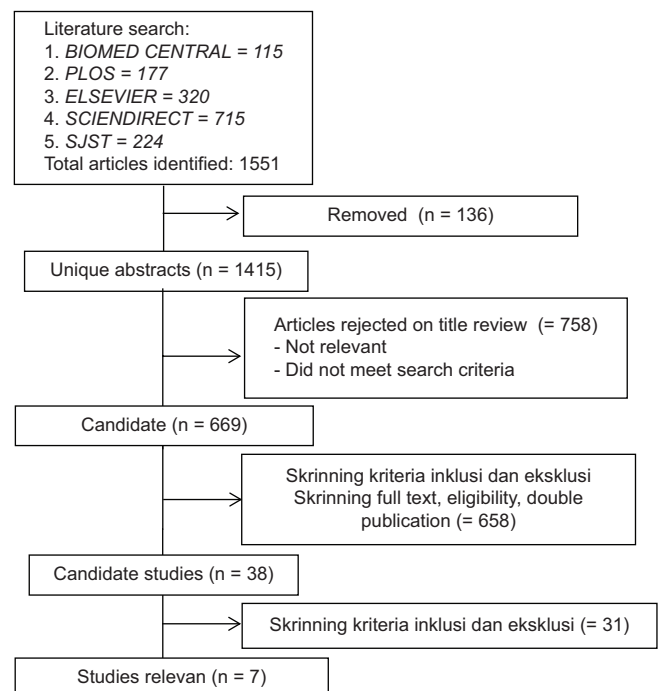 Literature search:
1. BIOMED CENTRAL = 115
2. PLOS = 177
3. ELSEVIER = 320
4. SCIENDIRECT = 715
5. SJST = 224
Total articles identified: 1551
Removed (n = 136)
Unique abstracts (n = 1415)
Articles rejected on title review (= 758)
- Not relevant
- Did not meet search criteria
Candidate (n = 669)
Skrinning kriteria inklusi dan eksklusi
Skrinning full text, eligibility, double
publication (= 658)
Candidate studies (n = 38)
Skrinning kriteria inklusi dan eksklusi (= 31)
Studies relevan (n = 7)